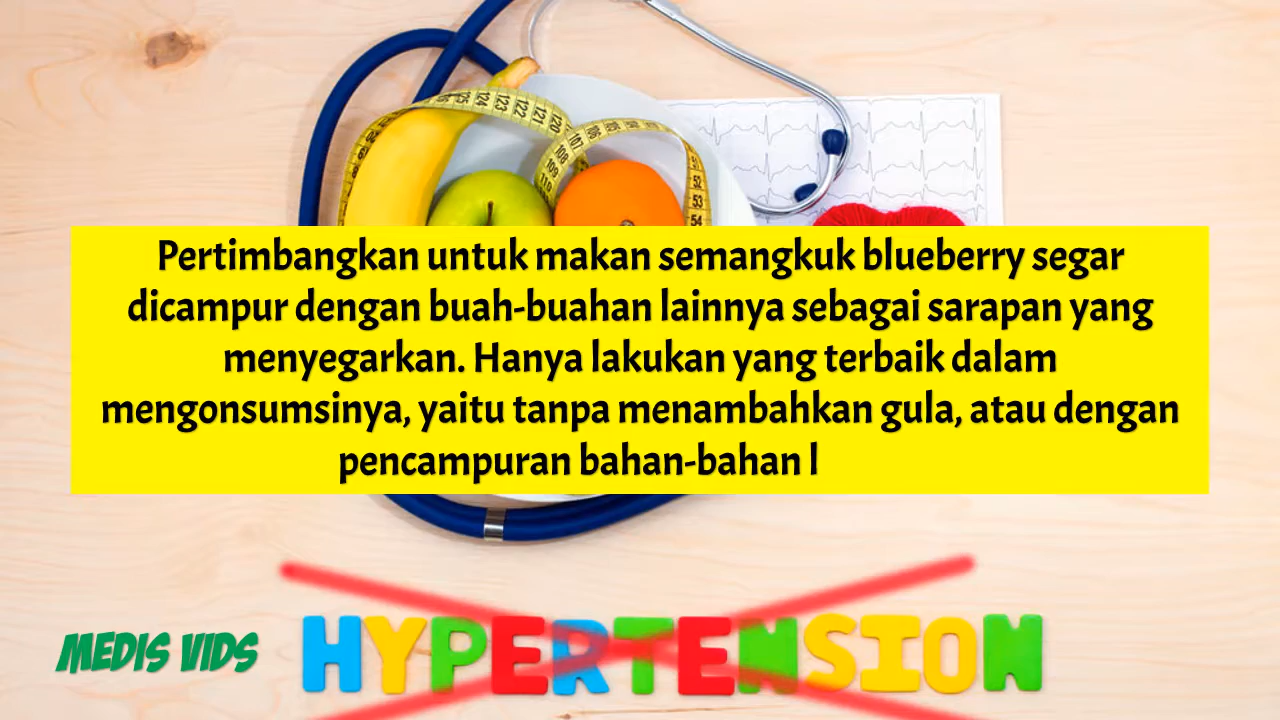 Pertimbangkan untuk makan semangkuk blueberry segar
dicampur dengan buah-buahan lainnya sebagai sarapan yang
menyegarkan. Hanya lakukan yang terbaik dalam
mengonsumsinya, yaitu tanpa menambahkan gula, atau dengan
pencampuran bahan-bahan l
MEDIS VIDS
HYPERTENSION